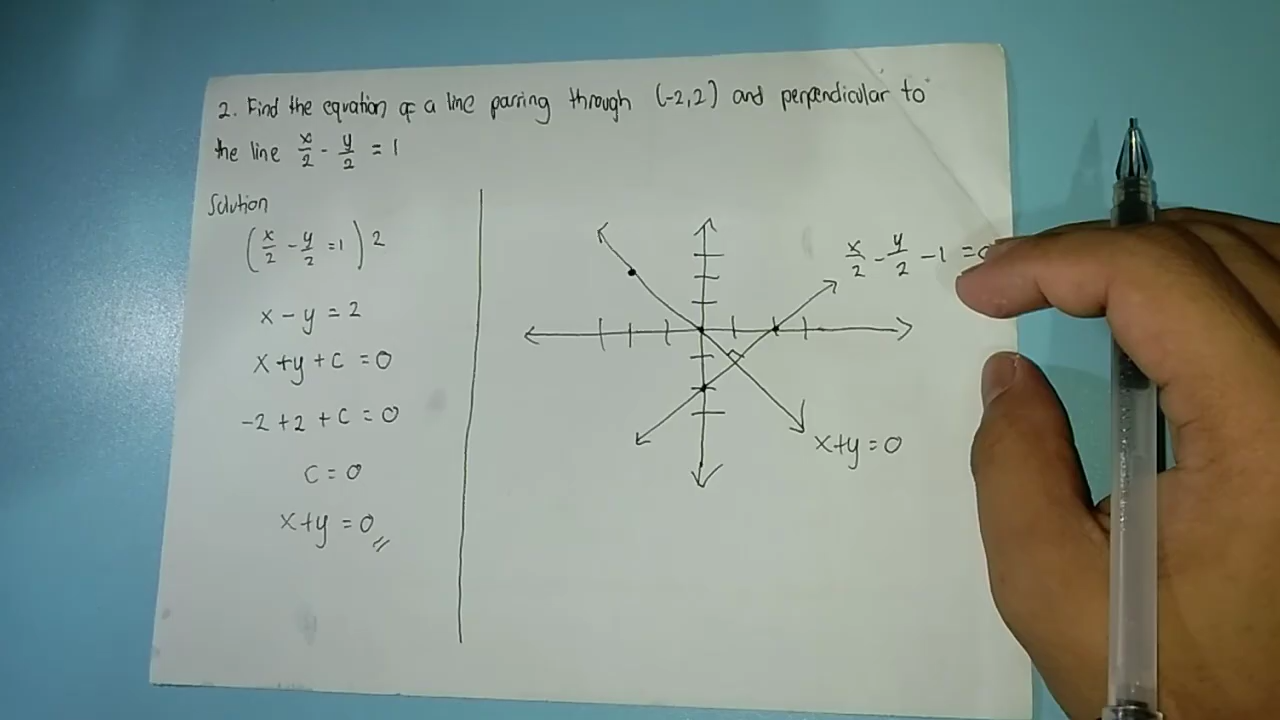 2. Find the equation of a line passing through (-2,2) and perpendicular to
the line x/2 - y/2 = 1
Solution
(x/2 - y/2 = 1) 2
x - y = 2
x + y + c = 0
-2 + 2 + c = 0
c = 0
x + y = 0
x/2 - y/2 - 1 = 0
x + y = 0